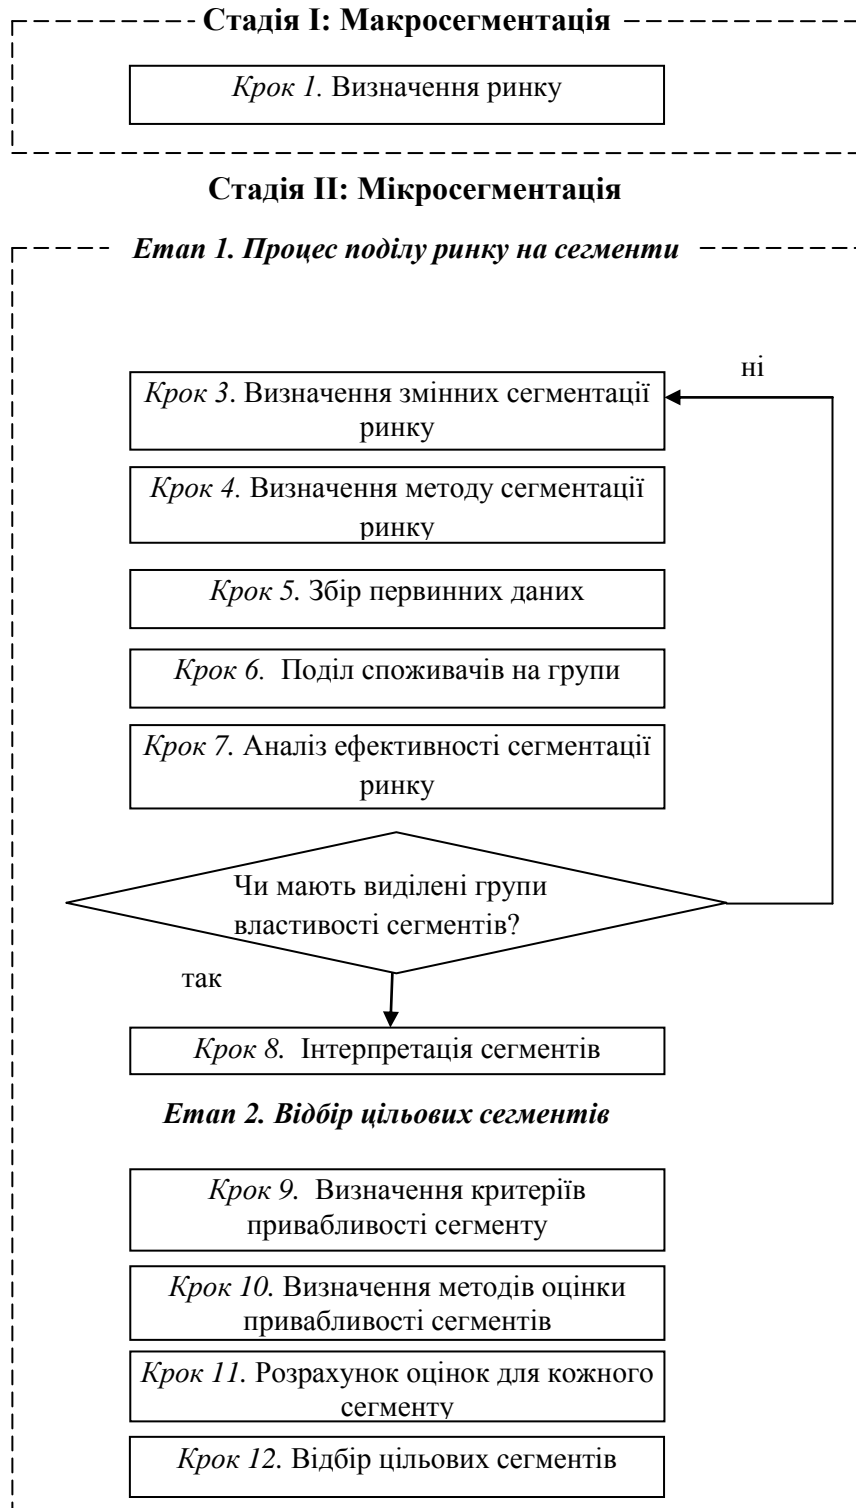 Стадія I: Макросегментація
Крок 1. Визначення ринку
Стадія II: Мікросегментація
Етап 1. Процес поділу ринку на сегменти
ні
Крок 3. Визначення змінних сегментації
ринку
Крок 4. Визначення методу сегментації
ринку
Крок 5. Збір первинних даних
Крок 6. Поділ споживачів на групи
Крок 7. Аналіз ефективності сегментації
ринку
Чи мають виділені групи
властивості сегментів?
так
Крок 8. Інтерпретація сегментів
Етап 2. Відбір цільових сегментів
Крок 9. Визначення критеріїв
привабливості сегменту
Крок 10. Визначення методів оцінки
привабливості сегментів
Крок 11. Розрахунок оцінок для кожного
сегменту
Крок 12. Відбір цільових сегментів